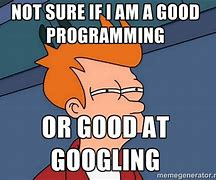 NOT SURE IF I AM A GOOD
PROGRAMMING
OR GOOD AT
GOOGLING
memegenerator.n